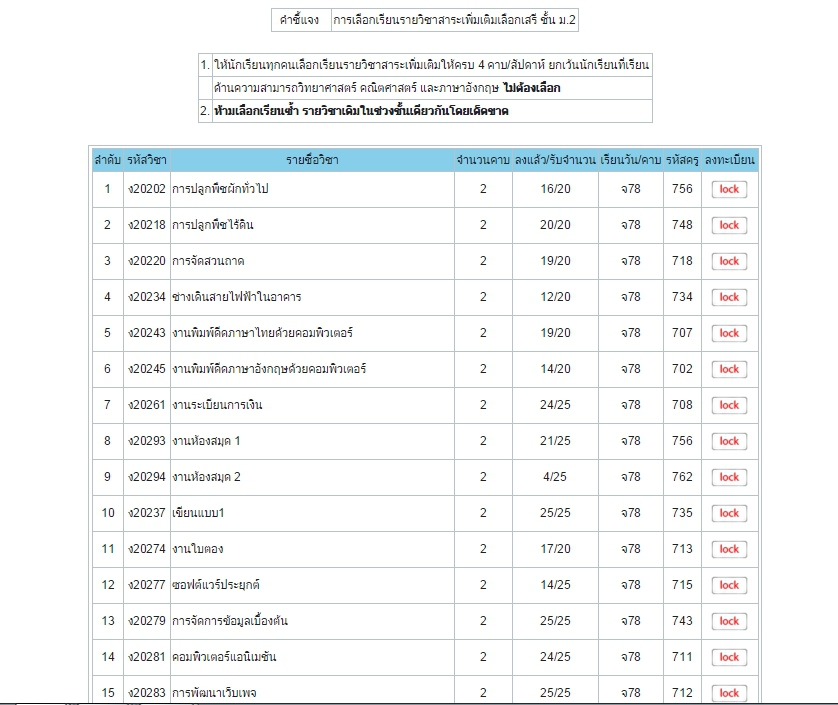 คำชี้แจง การเลือกเรียนรายวิชาสาระเพิ่มเติมเลือกเสรี ชั้น ม.2
1. ให้นักเรียนทุกคนเลือกเรียนรายวิชาสาระเพิ่มเติมให้ครบ 4 คาบ/สัปดาห์ ยกเว้นนักเรียนที่เรียน
ด้านความสามารถวิทยาศาสตร์ คณิตศาสตร์ และภาษาอังกฤษ ไม่ต้องเลือก
2. ห้ามเลือกเรียนซ้ำ รายวิชาเดิมในช่วงชั้นเดียวกันโดยเด็ดขาด
ลำดับ รหัสวิชา รายชื่อวิชา จำนวนคาบ ลงแล้ว/รับจำนวน เรียนวัน/คาบ รหัสครู ลงทะเบียน
1 ง20202 การปลูกพืชผักทั่วไป 2 16/20 จ78 756 lock
2 ง20218 การปลูกพืชไร้ดิน 2 20/20 จ78 748 lock
3 ง20220 การจัดสวนถาด 2 19/20 จ78 718 lock
4 ง20234 ช่างเดินสายไฟฟ้าในอาคาร 2 12/20 จ78 734 lock
5 ง20243 งานพิมพ์ดีดภาษาไทยด้วยคอมพิวเตอร์ 2 19/20 จ78 707 lock
6 ง20245 งานพิมพ์ดีดภาษาอังกฤษด้วยคอมพิวเตอร์ 2 14/20 จ78 702 lock
7 ง20261 งานระเบียนการเงิน 2 24/25 จ78 708 lock
8 ง20293 งานห้องสมุด 1 2 21/25 จ78 756 lock
9 ง20294 งานห้องสมุด 2 2 4/25 จ78 762 lock
10 ง20237 เขียนแบบ1 2 25/25 จ78 735 lock
11 ง20274 งานใบตอง 2 17/20 จ78 713 lock
12 ง20277 ซอฟต์แวร์ประยุกต์ 2 14/25 จ78 715 lock
13 ง20279 การจัดการข้อมูลเบื้องต้น 2 25/25 จ78 743 lock
14 ง20281 คอมพิวเตอร์แอนิเมชัน 2 24/25 จ78 711 lock
15 ง20283 การพัฒนาเว็บเพจ 2 25/25 จ78 712 lock